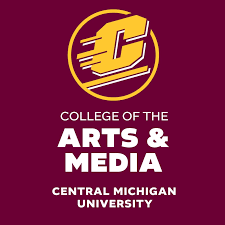 C
COLLEGE OF THE
ARTS &
MEDIA
CENTRAL MICHIGAN
UNIVERSITY